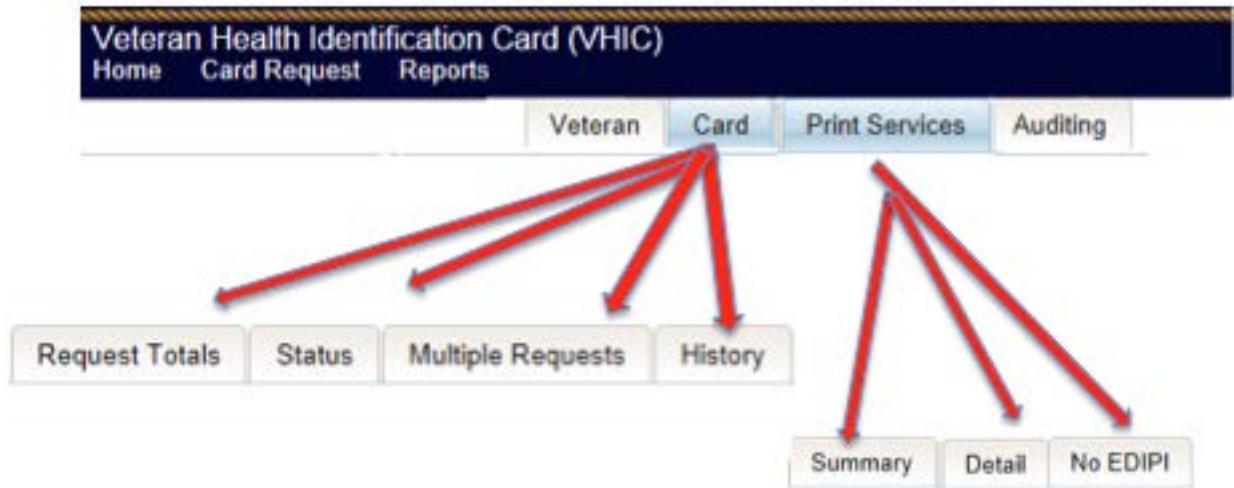 Veteran Health Identification Card (VHIC)
Home Card Request Reports
Veteran Card Print Services Auditing
Request Totals Status Multiple Requests History
Summary Detail No EDIPI